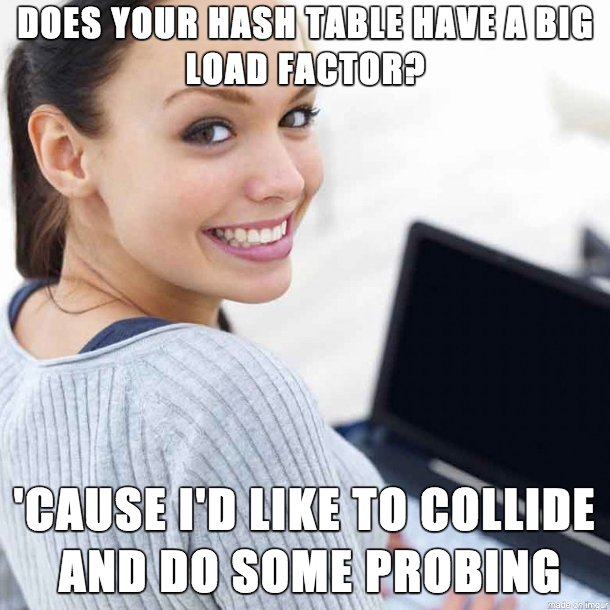 DOES YOUR HASH TABLE HAVE A BIG
LOAD FACTOR?
'CAUSE I'D LIKE TO COLLIDE
AND DO SOME PROBING
made on imgur